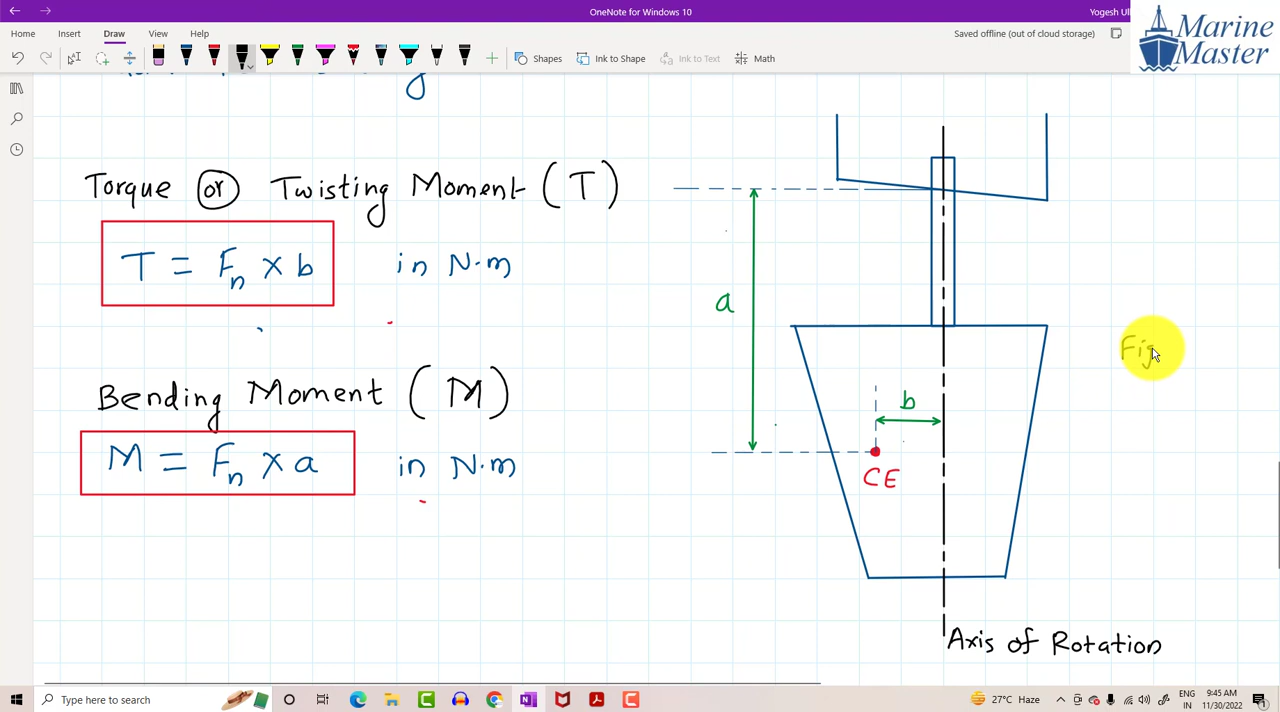 OneNote for Windows 10
Home Insert Draw View Help
Saved offline (out of cloud storage)
Marine
Master
Shapes Ink to Shape Ink to Text Math
Torque or Twisting Moment (T)
T = Fn × b in N·m
Bending Moment (M)
M = Fn × a in N·m
a
b
CE
Fig
Axis of Rotation
Type here to search
27°C Haze
ENG
IN
9:45 AM
11/30/2022